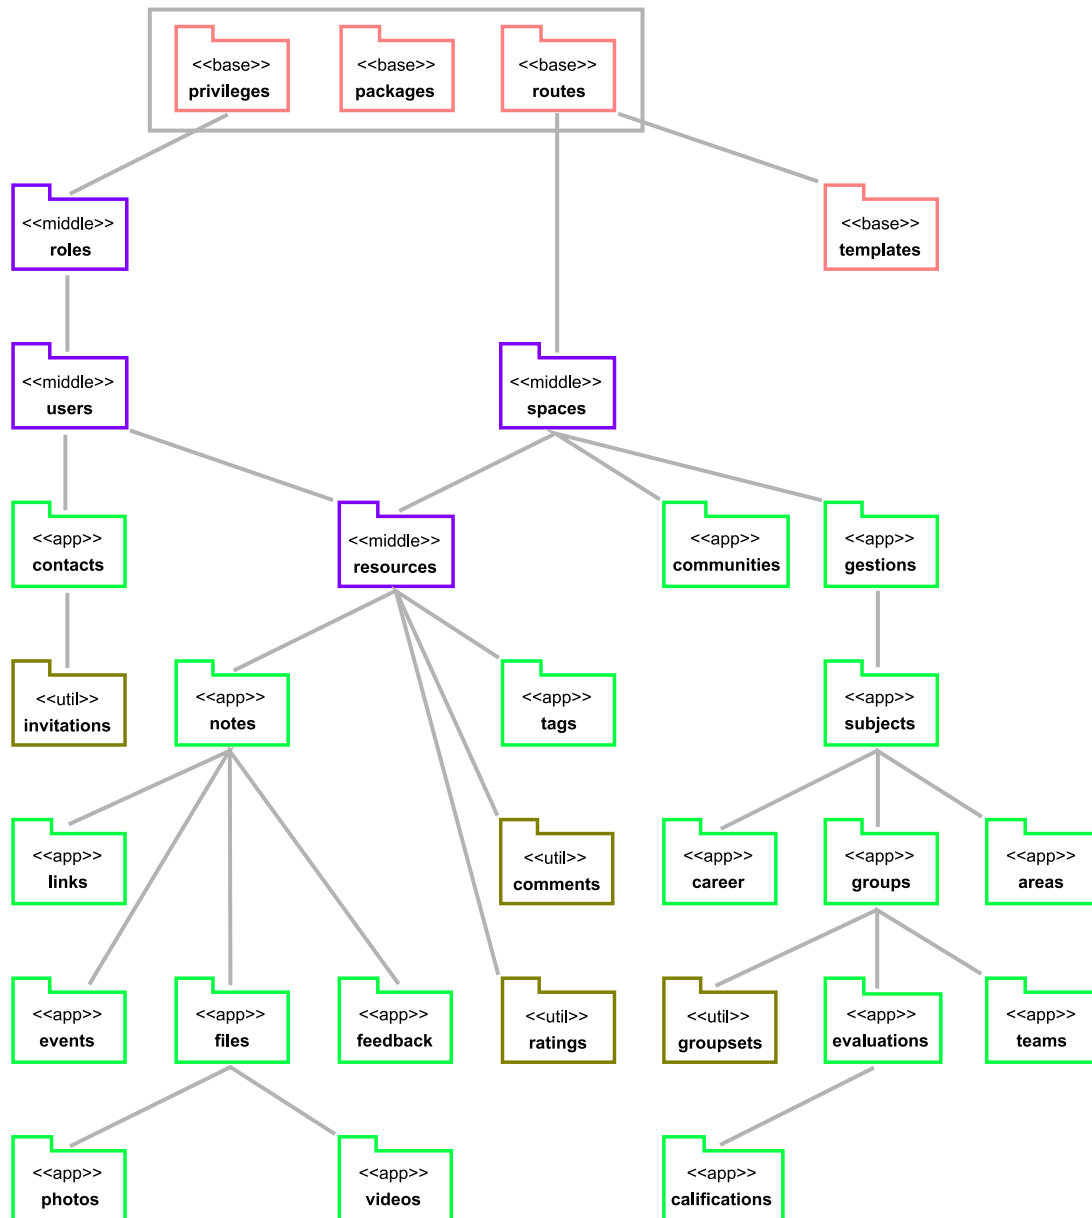 <<base>>
privileges
<<base>>
packages
<<base>>
routes
<<middle>>
roles
<<base>>
templates
<<middle>>
users
<<middle>>
spaces
<<app>>
contacts
<<middle>>
resources
<<app>>
communities
<<app>>
gestions
<<util>>
invitations
<<app>>
notes
<<app>>
tags
<<app>>
subjects
<<app>>
links
<<util>>
comments
<<app>>
career
<<app>>
groups
<<app>>
areas
<<app>>
events
<<app>>
files
<<app>>
feedback
<<util>>
ratings
<<util>>
groupsets
<<app>>
evaluations
<<app>>
teams
<<app>>
photos
<<app>>
videos
<<app>>
califications